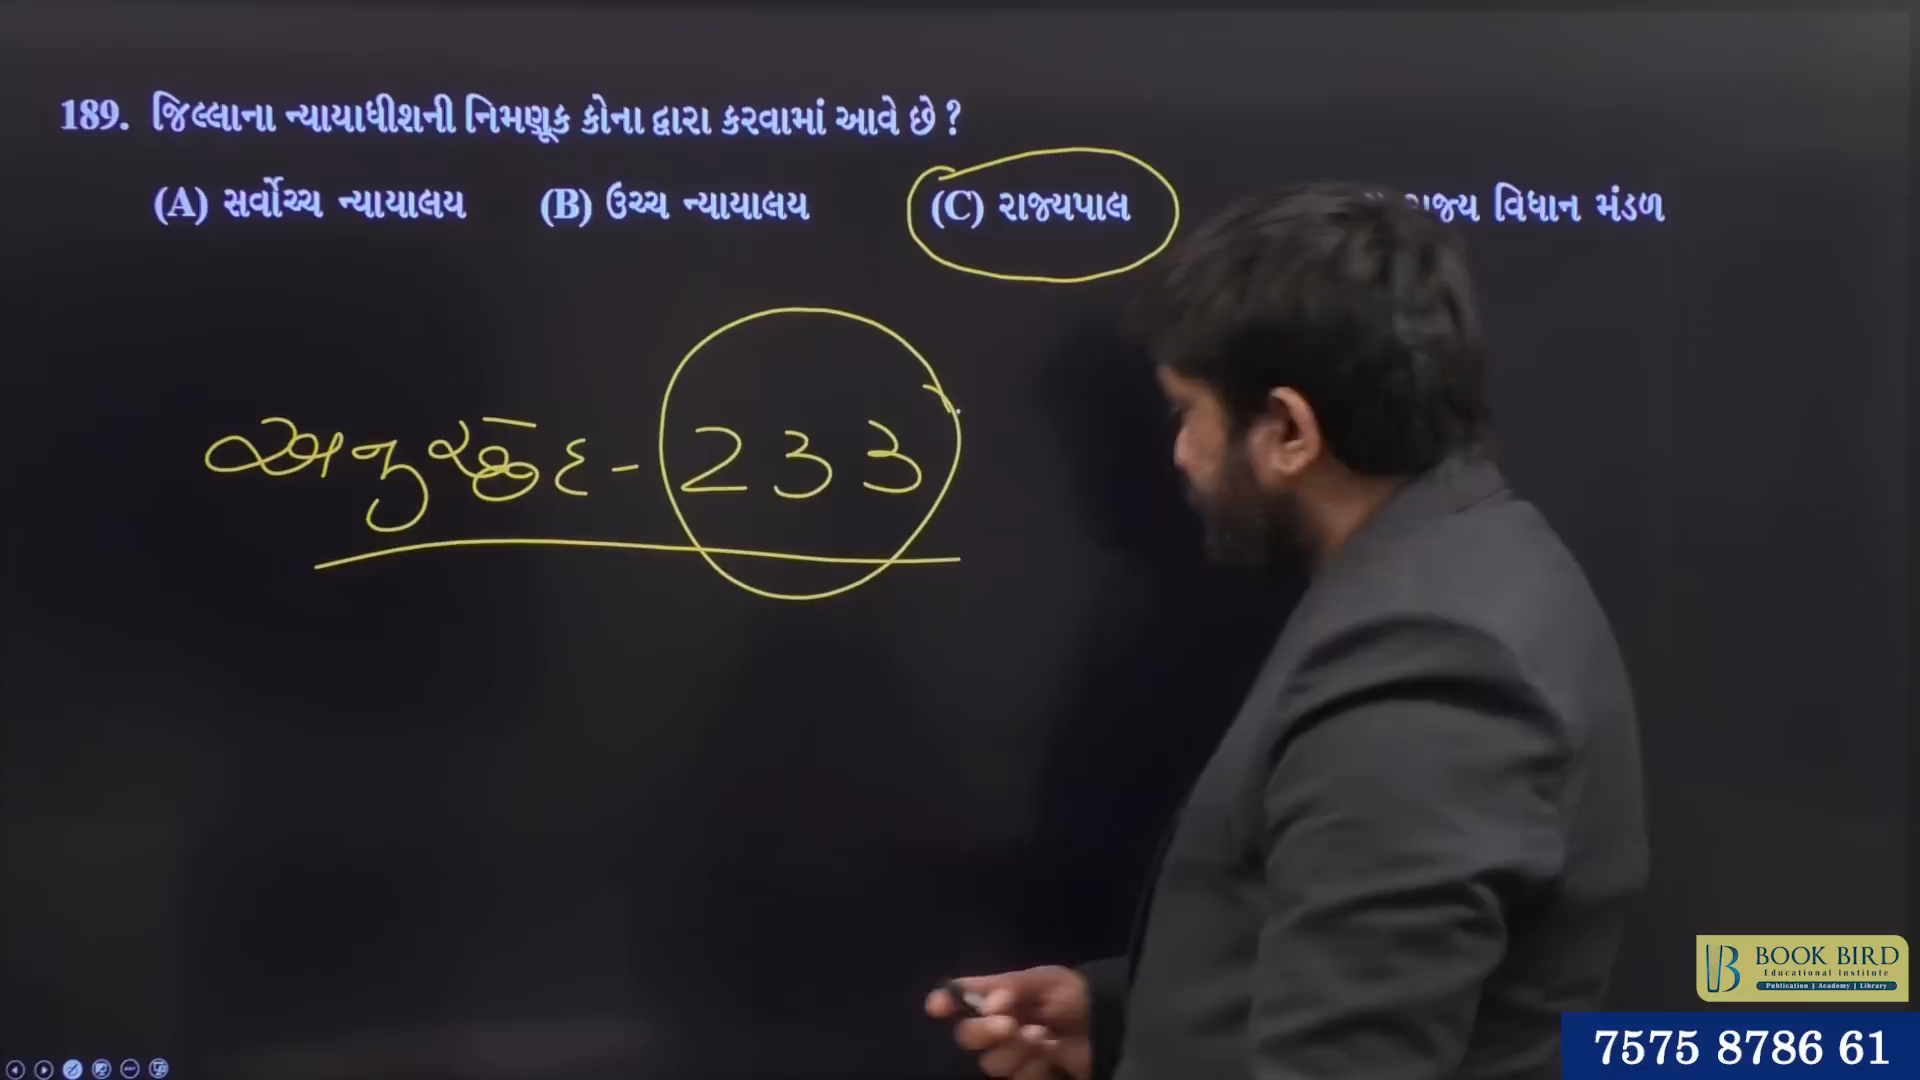 189. જિલ્લાના ન્યાયાધીશની નિમણૂક કોના દ્વારા કરવામાં આવે છે ?
(A) સર્વોચ્ચ ન્યાયાલય (B) ઉચ્ચ ન્યાયાલય (C) રાજ્યપાલ રાજ્ય વિધાન મંડળ
અનુચ્છેદ - 233
BOOK BIRD
Educational Institute
Publication | Academy | Library
7575 8786 61